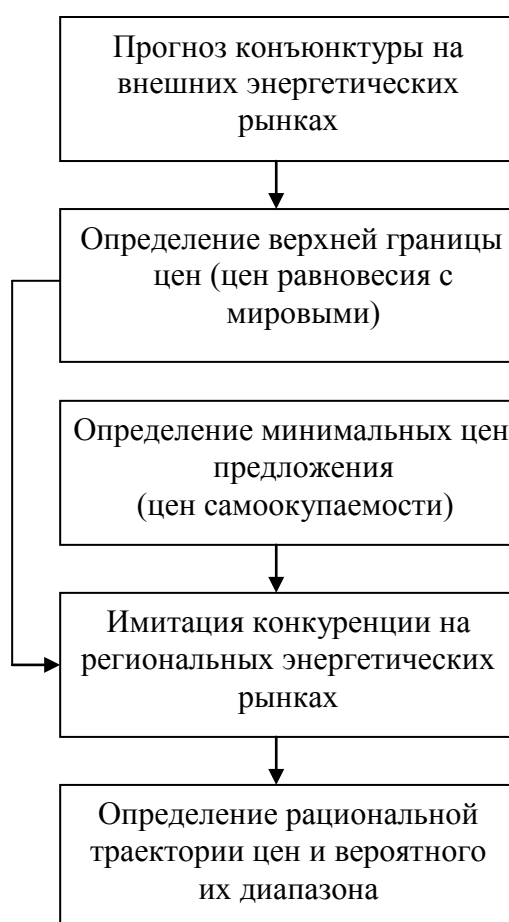 Прогноз конъюнктуры на
внешних энергетических
рынках
Определение верхней границы
цен (цен равновесия с
мировыми)
Определение минимальных цен
предложения
(цен самоокупаемости)
Имитация конкуренции на
региональных энергетических
рынках
Определение рациональной
траектории цен и вероятного
их диапазона